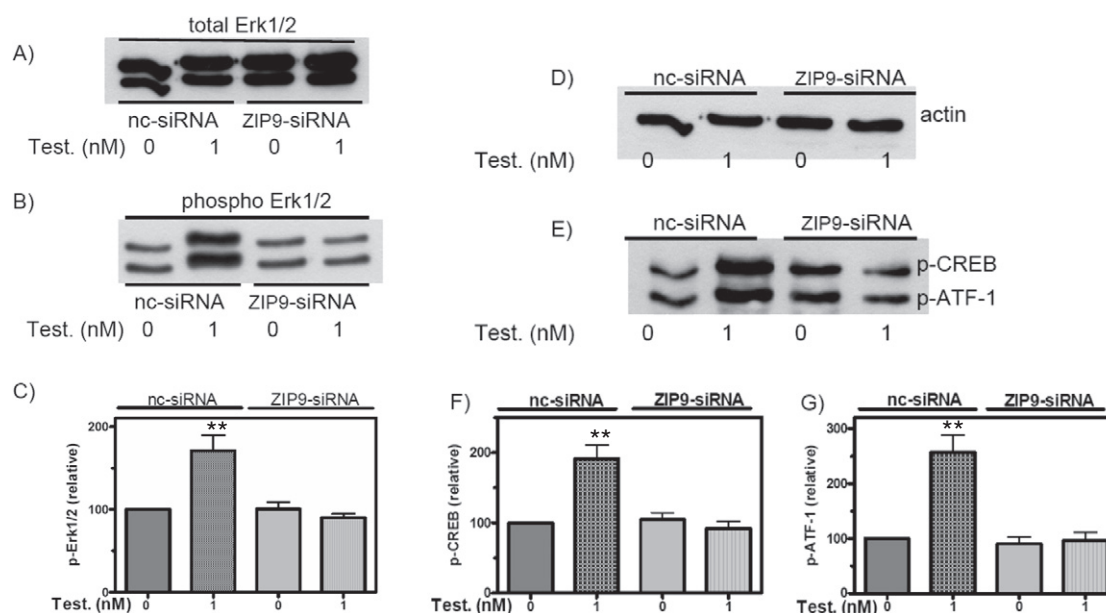 A)
total Erk1/2
nc-siRNA ZIP9-siRNA
Test. (nM) 0 1 0 1
B)
phospho Erk1/2
nc-siRNA ZIP9-siRNA
Test. (nM) 0 1 0 1
C)
nc-siRNA ZIP9-siRNA
**
p-Erk1/2 (relative)
200
150
100
50
0
Test. (nM) 0 1 0 1
D)
nc-siRNA ZIP9-siRNA
actin
Test. (nM) 0 1 0 1
E)
nc-siRNA ZIP9-siRNA
p-CREB
p-ATF-1
Test. (nM) 0 1 0 1
F)
nc-siRNA ZIP9-siRNA
**
p-CREB (relative)
200
100
0
Test. (nM) 0 1 0 1
G)
nc-siRNA ZIP9-siRNA
**
p-ATF-1 (relative)
300
250
200
150
100
50
0
Test. (nM) 0 1 0 1